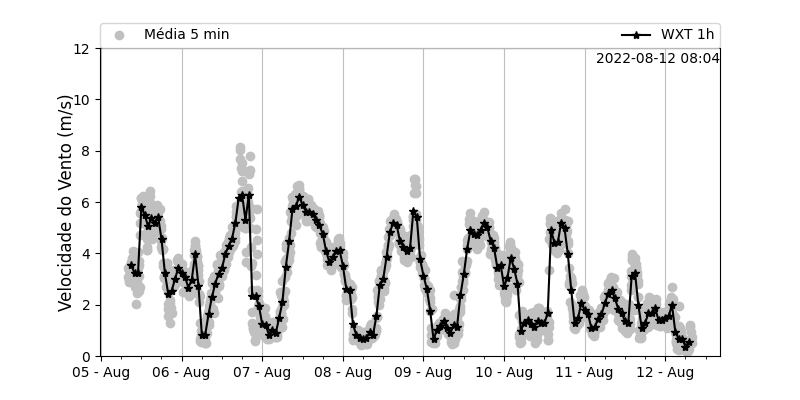 Média 5 min
WXT 1h
2022-08-12 08:04
Velocidade do Vento (m/s)
12
10
8
6
4
2
0
05 - Aug
06 - Aug
07 - Aug
08 - Aug
09 - Aug
10 - Aug
11 - Aug
12 - Aug